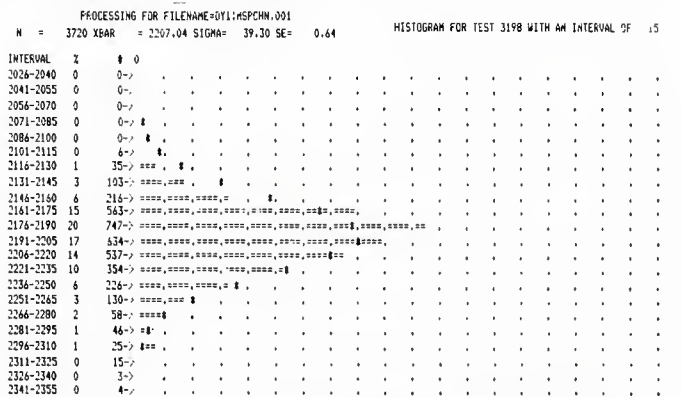 PROCESSING FOR FILENAME=DY1:MSPCHN.001
N = 3720 XBAR = 2207.04 SIGMA= 39.30 SE= 0.64 HISTOGRAM FOR TEST 3198 WITH AN INTERVAL OF 15
INTERVAL % # 0
2026-2040 0 0-> . . . . . . . . . . . . . . . . . . . .
2041-2055 0 0-> . . . . . . . . . . . . . . . . . . . .
2056-2070 0 0-> . . . . . . . . . . . . . . . . . . . .
2071-2085 0 0-> * . . . . . . . . . . . . . . . . . . . .
2086-2100 0 0-> * . . . . . . . . . . . . . . . . . . . .
2101-2115 0 6-> *. . . . . . . . . . . . . . . . . . . .
2116-2130 1 35-> === . *. . . . . . . . . . . . . . . . . . .
2131-2145 3 103-> ====,=== . * . . . . . . . . . . . . . . . . .
2146-2160 6 216-> ====,====,====,= . *. . . . . . . . . . . . . . .
2161-2175 15 563-> ====,====,====,====,====,====,==*=,====,
2176-2190 20 747-> ====,====,====,====,====,====,====,===*,====,====,==
2191-2205 17 634-> ====,====,====,====,====,====,====,====*====,
2206-2220 14 537-> ====,====,====,====,====,====,====*==
2221-2235 10 354-> ====,====,====,====,====,*
2236-2250 6 226-> ====,====,====,= * .
2251-2265 3 130-> ====,=== *
2266-2280 2 58-> ====*
2281-2295 1 46-> =*.
2296-2310 1 25-> *== .
2311-2325 0 15->
2326-2340 0 3->
2341-2355 0 4->